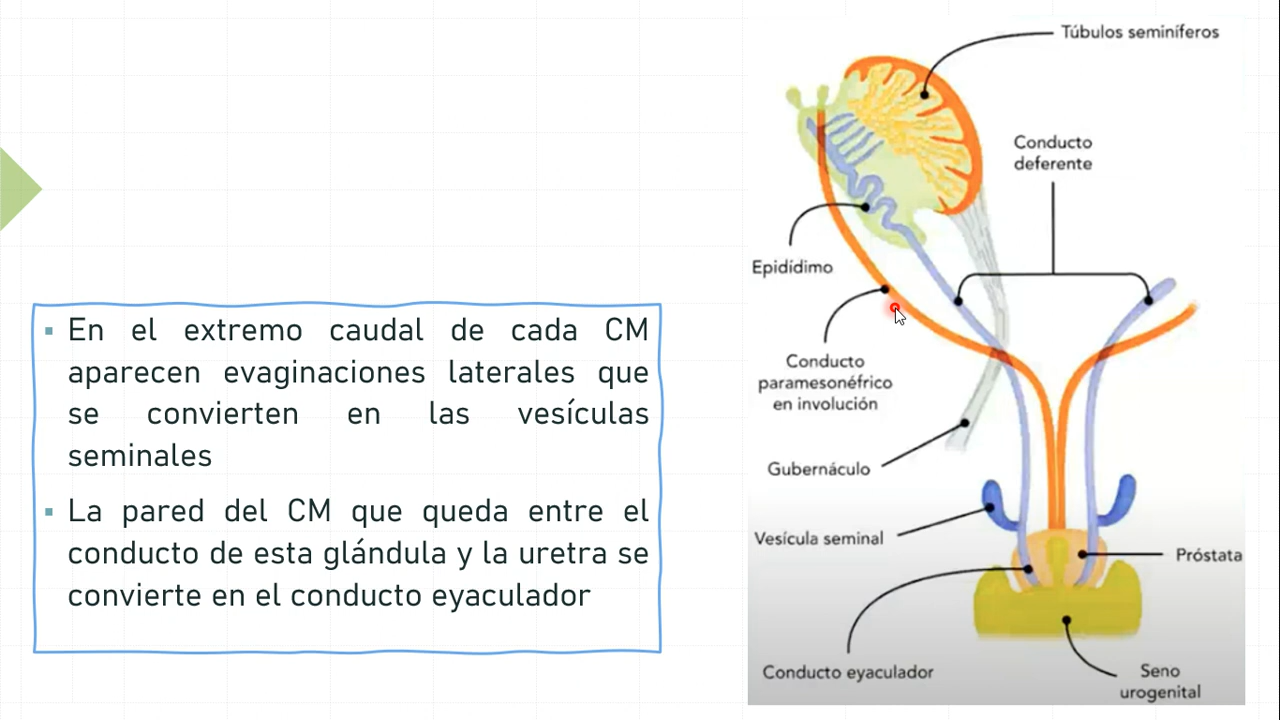 En el extremo caudal de cada CM
aparecen evaginaciones laterales que
se convierten en las vesículas
seminales
La pared del CM que queda entre el
conducto de esta glándula y la uretra se
convierte en el conducto eyaculador
Túbulos seminíferos
Conducto
deferente
Epidídimo
Conducto
paramesonéfrico
en involución
Gubernáculo
Vesícula seminal
Próstata
Conducto eyaculador
Seno
urogenital